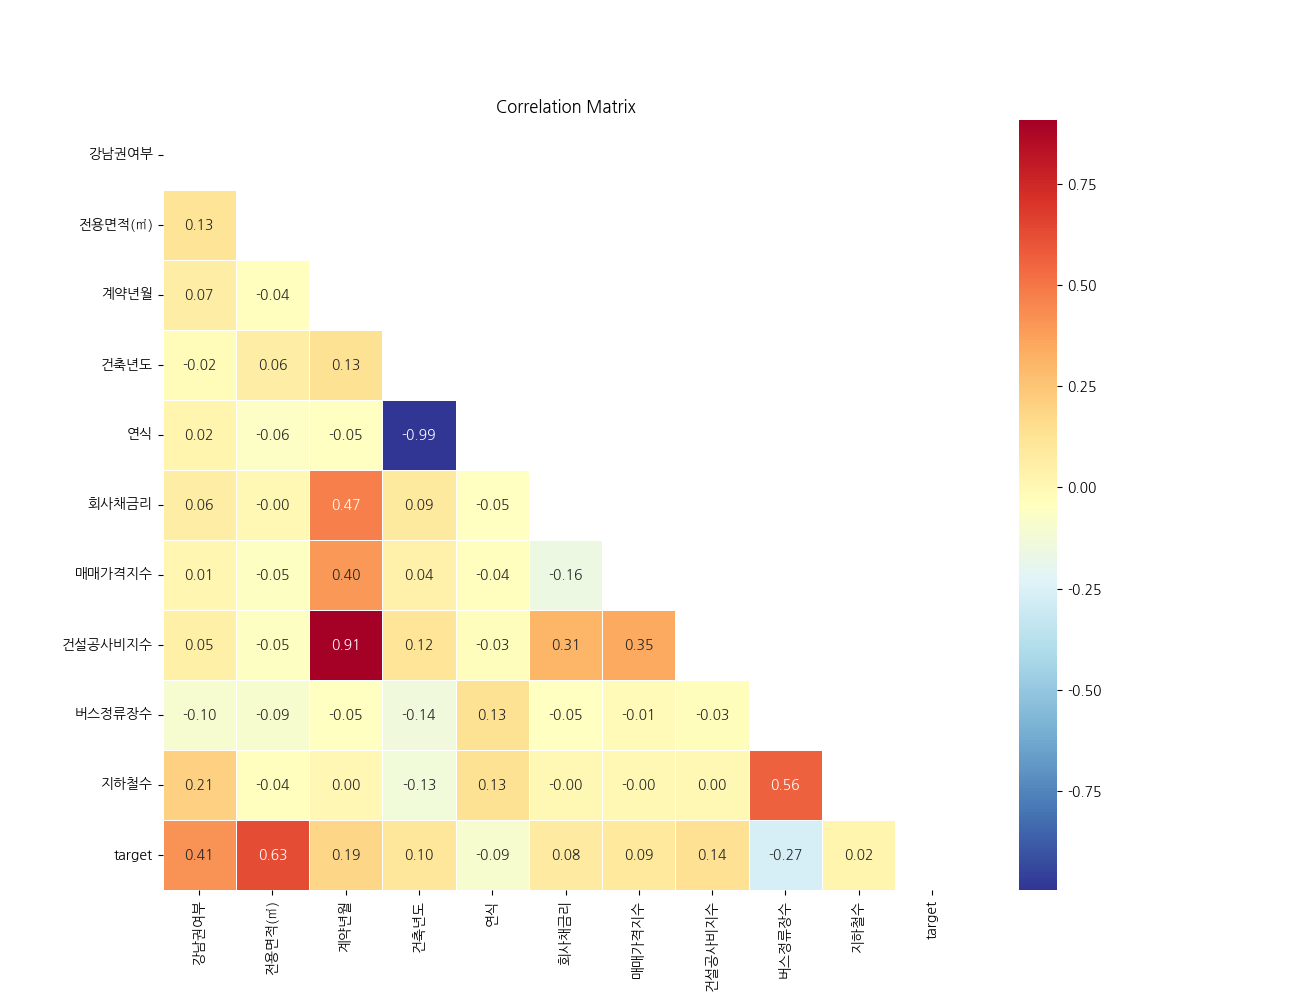 Correlation Matrix
강남권여부
전용면적(㎡) 0.13
계약년월 0.07 -0.04
건축년도 -0.02 0.06 0.13
연식 0.02 -0.06 -0.05 -0.99
회사채금리 0.06 -0.00 0.47 0.09 -0.05
매매가격지수 0.01 -0.05 0.40 0.04 -0.04 -0.16
건설공사비지수 0.05 -0.05 0.91 0.12 -0.03 0.31 0.35
버스정류장수 -0.10 -0.09 -0.05 -0.14 0.13 -0.05 -0.01 -0.03
지하철수 0.21 -0.04 0.00 -0.13 0.13 -0.00 -0.00 0.00 0.56
target 0.41 0.63 0.19 0.10 -0.09 0.08 0.09 0.14 -0.27 0.02
강남권여부
전용면적(㎡)
계약년월
건축년도
연식
회사채금리
매매가격지수
건설공사비지수
버스정류장수
지하철수
target
0.75
0.50
0.25
0.00
-0.25
-0.50
-0.75